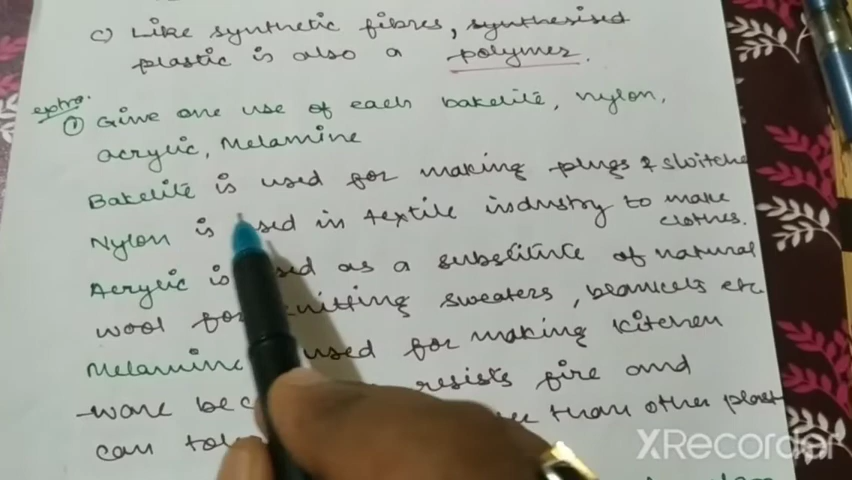 c) Like synthetic fibres, synthesised
plastic is also a polymer.
extra.
① Give one use of each bakelite, nylon,
acrylic, Melamine
Bakelite is used for making plugs & switche
Nylon is used in textile industry to make
clothes.
Acrylic is used as a substitute of natural
wool for knitting sweaters, blankets etc
Melamine used for making kitchen
-ware bec resists fire and
can tol than other plast
XRecorder